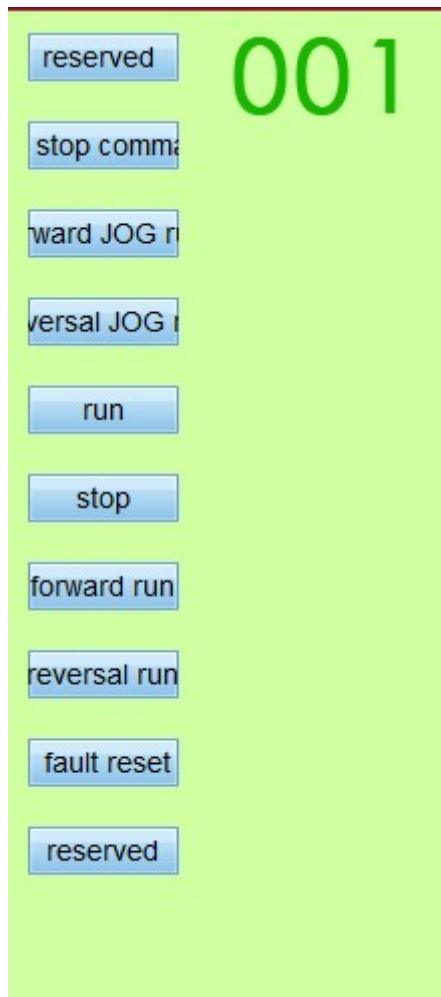 reserved
001
stop comma
ward JOG r
versal JOG
run
stop
forward run
reversal run
fault reset
reserved